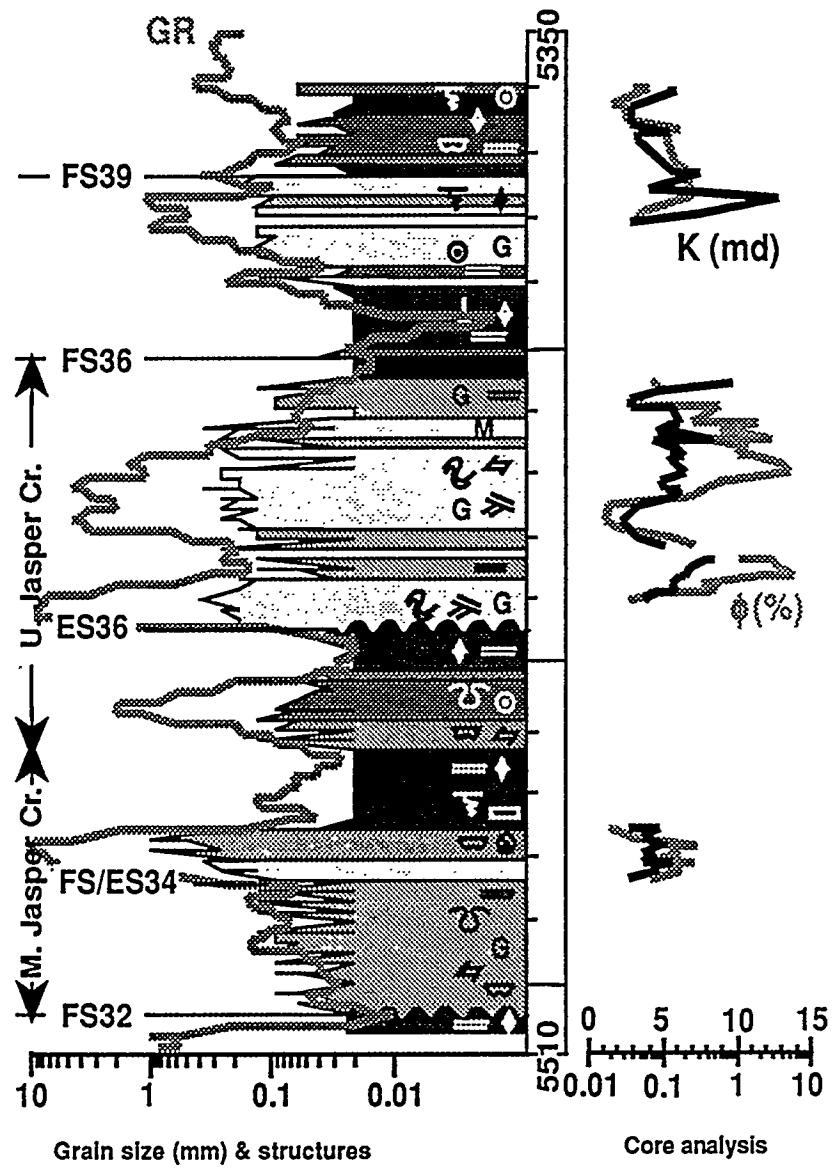 GR
5350
FS39
K (md)
G
FS36
G
M
G
U. Jasper Cr.
ES36
G
ϕ(%)
M. Jasper Cr.
FS/ES34
G
G
FS32
5510
0 5 10 15
0.01 0.1 1 10
10 1 0.1 0.01
Grain size (mm) & structures
Core analysis